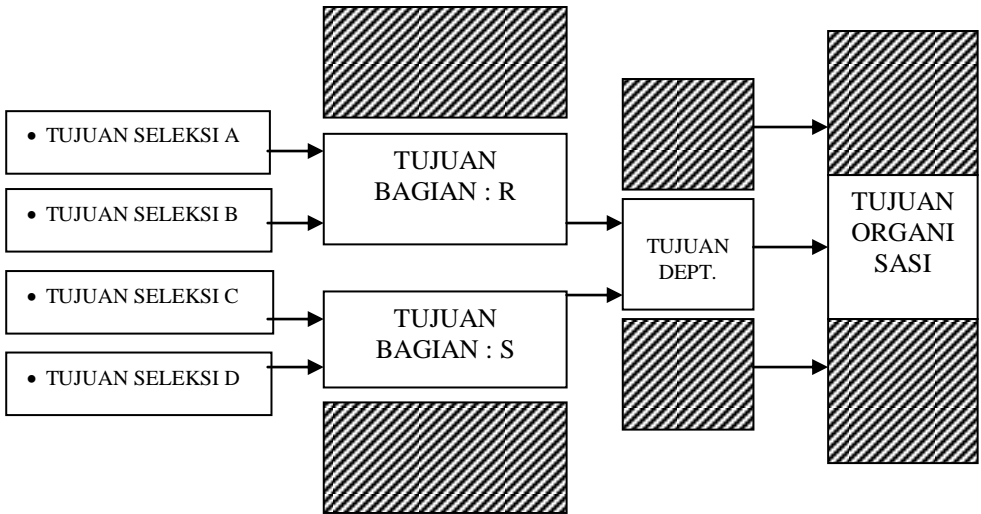 • TUJUAN SELEKSI A
• TUJUAN SELEKSI B
• TUJUAN SELEKSI C
• TUJUAN SELEKSI D
TUJUAN
BAGIAN : R
TUJUAN
BAGIAN : S
TUJUAN
DEPT.
TUJUAN
ORGANI
SASI